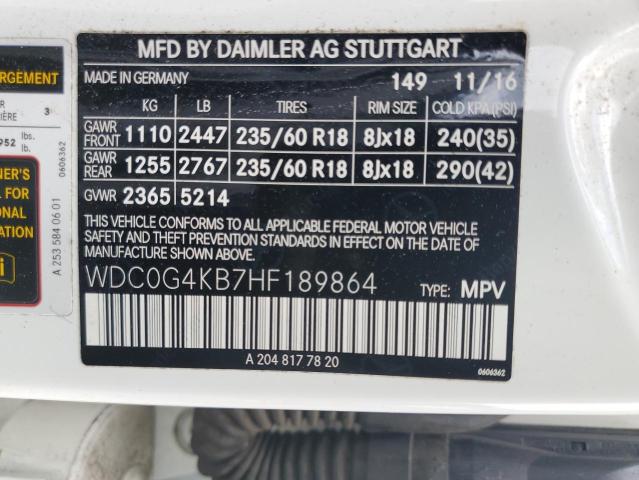 ARGEMENT
3
952 lbs.
lb.
0606362
NER'S
L FOR
ONAL
ATION
A 253 584 06 01
MFD BY DAIMLER AG STUTTGART
MADE IN GERMANY 149 11/16
KG LB TIRES RIM SIZE COLD KPA(PSI)
GAWR FRONT 1110 2447 235/60 R18 8Jx18 240(35)
GAWR REAR 1255 2767 235/60 R18 8Jx18 290(42)
GVWR 2365 5214
THIS VEHICLE CONFORMS TO ALL APPLICABLE FEDERAL MOTOR VEHICLE
SAFETY AND THEFT PREVENTION STANDARDS IN EFFECT ON THE
DATE OF MANUFACTURE SHOWN ABOVE.
WDC0G4KB7HF189864 TYPE: MPV
A 204 817 78 20
0606362